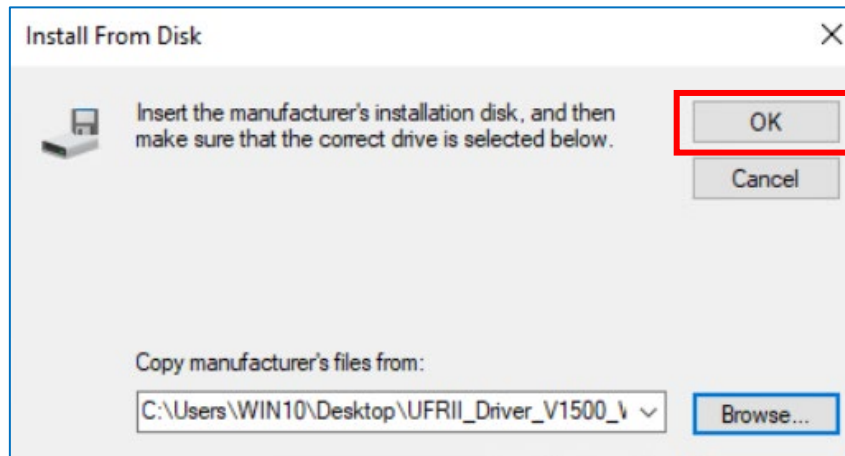 Install From Disk
Insert the manufacturer's installation disk, and then
make sure that the correct drive is selected below.
OK
Cancel
Copy manufacturer's files from:
C:\Users\WIN10\Desktop\UFRII_Driver_V1500_\
Browse...